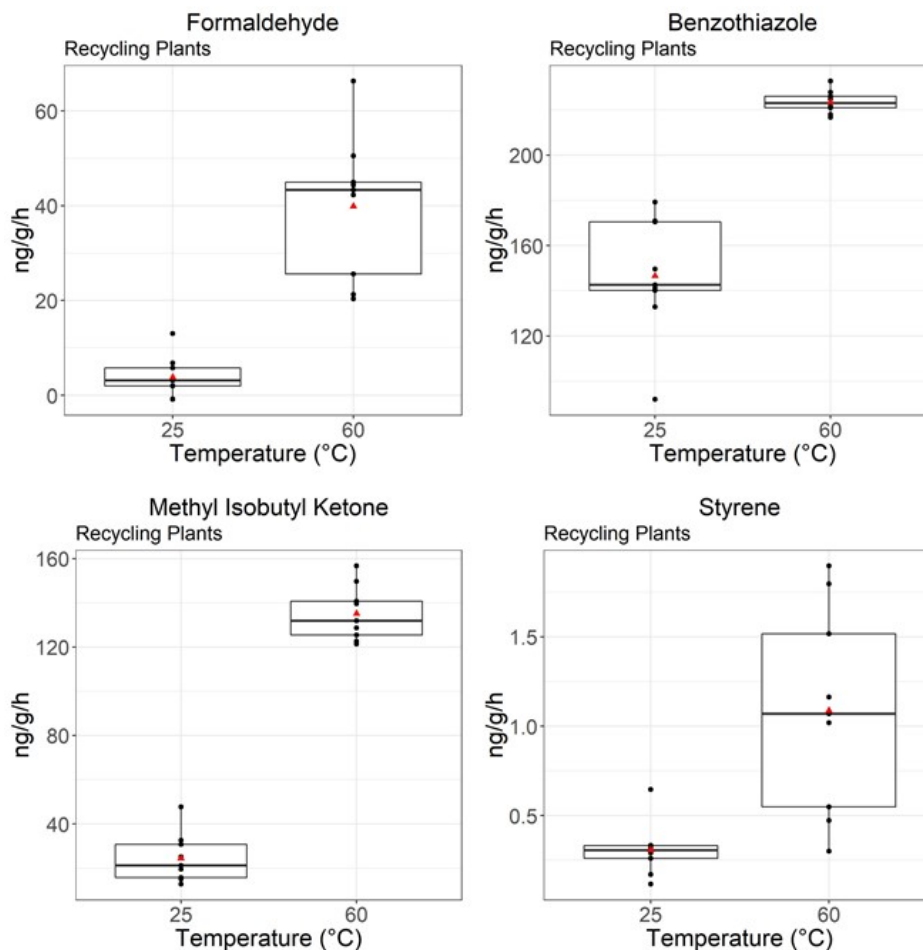 Formaldehyde
Recycling Plants
60
40
20
0
ng/g/h
25
60
Temperature (°C)
Benzothiazole
Recycling Plants
200
160
120
ng/g/h
25
60
Temperature (°C)
Methyl Isobutyl Ketone
Recycling Plants
160
120
80
40
ng/g/h
25
60
Temperature (°C)
Styrene
Recycling Plants
1.5
1.0
0.5
ng/g/h
25
60
Temperature (°C)